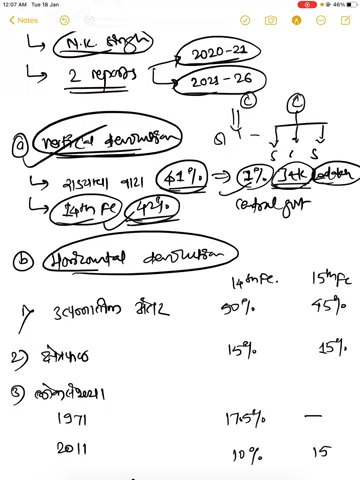 12:07 AM Tue 18 Jan
Notes
N.K Singh
2 reports
2020-21
2021-26
C C
S S S
ⓐ Vertical devolution
राज्याचा वाटा 41% ⇒ 1% J&K Ladakh
14th Fc 42% Central govt
ⓑ Horizontal devolution
14th Fc. 15th Fc
1) उत्पन्नातील अंतर 50% 45%
2) क्षेत्रफळ 15% 15%
③ लोकसंख्या
1971 17.5% —
2011 10% 15